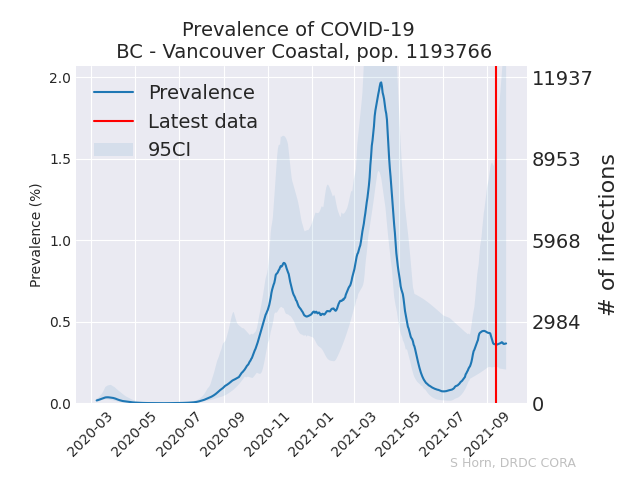 Prevalence of COVID-19
BC - Vancouver Coastal, pop. 1193766
Prevalence
Latest data
95CI
Prevalence (%)
2.0
1.5
1.0
0.5
0.0
11937
8953
5968
2984
0
# of infections
2020-03
2020-05
2020-07
2020-09
2020-11
2021-01
2021-03
2021-05
2021-07
2021-09
S Horn, DRDC CORA